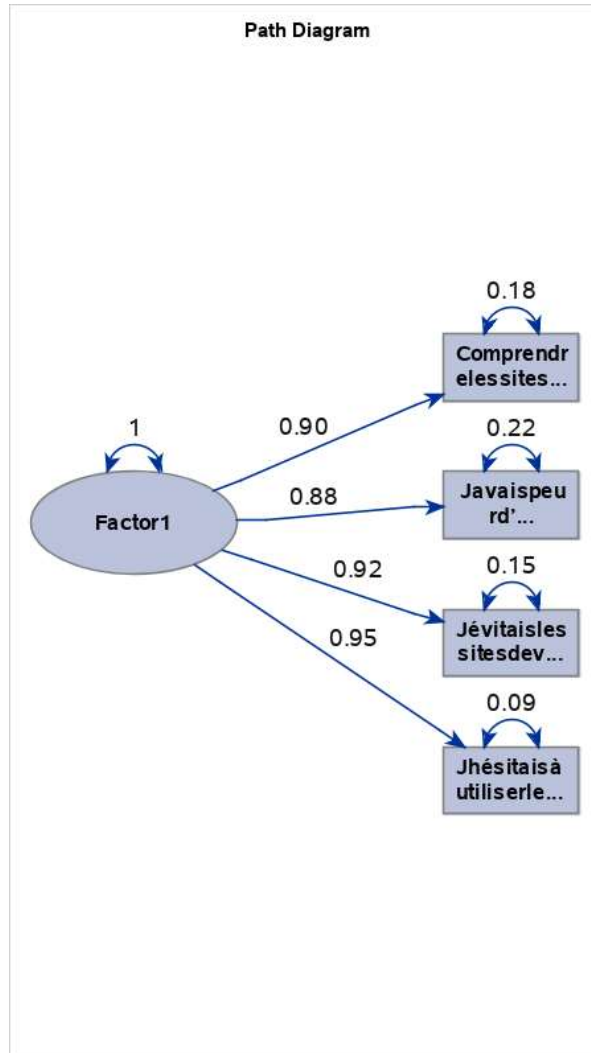 Path Diagram
0.18
Comprendr
elessites...
0.90
1
0.22
0.88
Javaispeu
rd’...
Factor1
0.92
0.15
Jévitaisles
sitesdev...
0.95
0.09
Jhésitaisà
utiliserle...